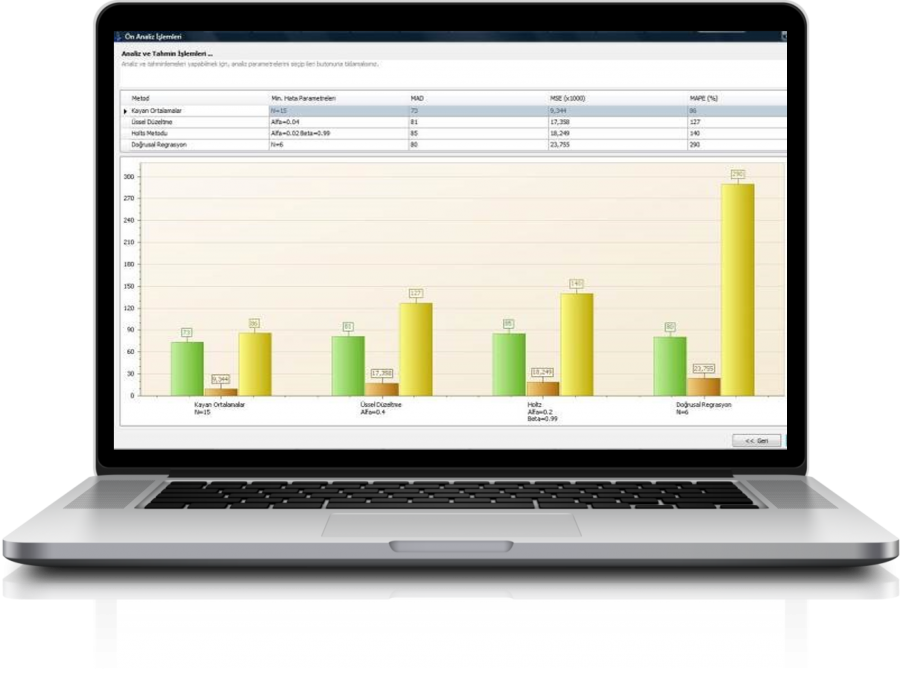 Ön Analiz İşlemleri
Analiz ve Tahmin İşlemleri ...
Analiz ve tahminlemeleri yapabilmek için, analiz parametrelerini seçip ileri butonuna tıklamalısınız.
Metod Min. Hata Parametreleri MAD MSE (x1000) MAPE (%)
Kayan Ortalamalar N=15 73 9,344 86
Üssel Düzeltme Alfa=0.04 81 17,358 127
Holts Metodu Alfa=0.02 Beta=0.99 85 18,249 140
Doğrusal Regrasyon N=6 80 23,755 290
300
290
270
240
210
180
150
140
127
120
90
86
85
81
80
73
60
30
23,755
18,249
17,358
9,344
0
Kayan Ortalamalar Üssel Düzeltme Holtz Doğrusal Regrasyon
N=15 Alfa=0.4 Alfa=0.2 N=6
Beta=0.99
<< Geri